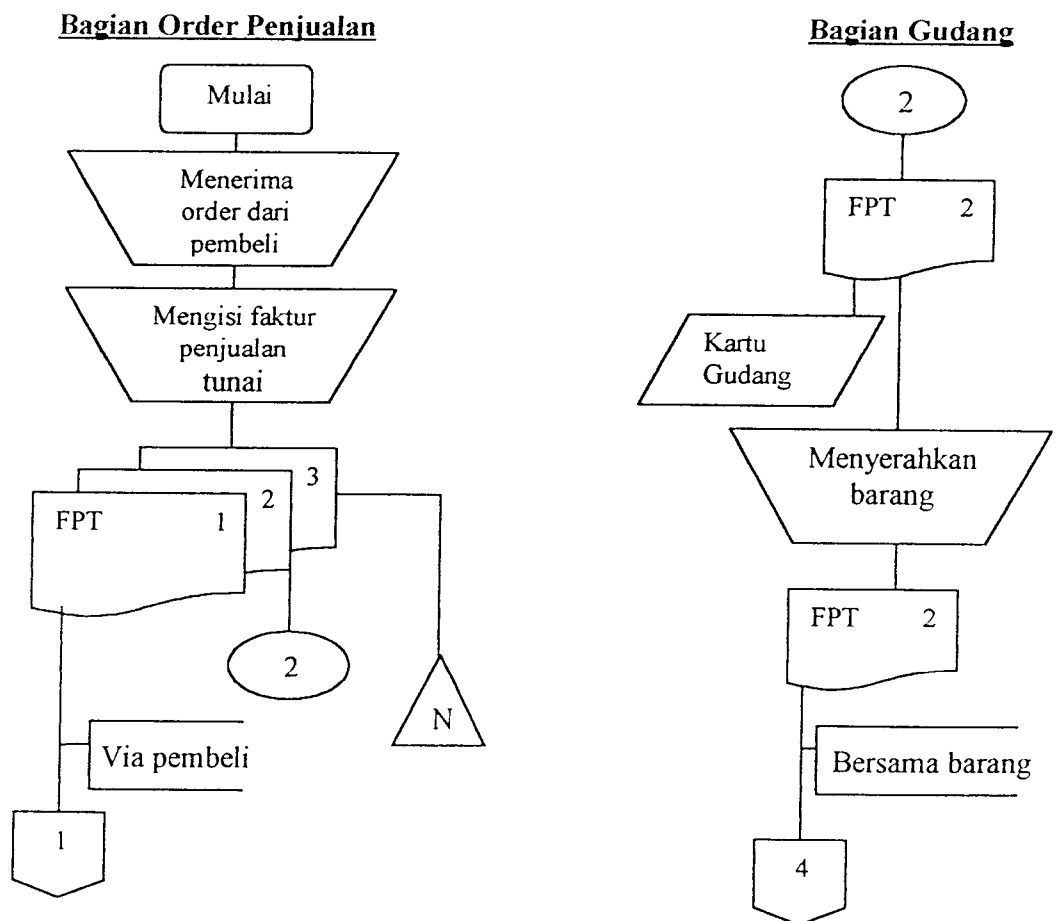 Bagian Order Penjualan
Mulai
Menerima
order dari
pembeli
Mengisi faktur
penjualan
tunai
3
2
FPT 1
2
N
Via pembeli
1
Bagian Gudang
2
FPT 2
Kartu
Gudang
Menyerahkan
barang
FPT 2
Bersama barang
4